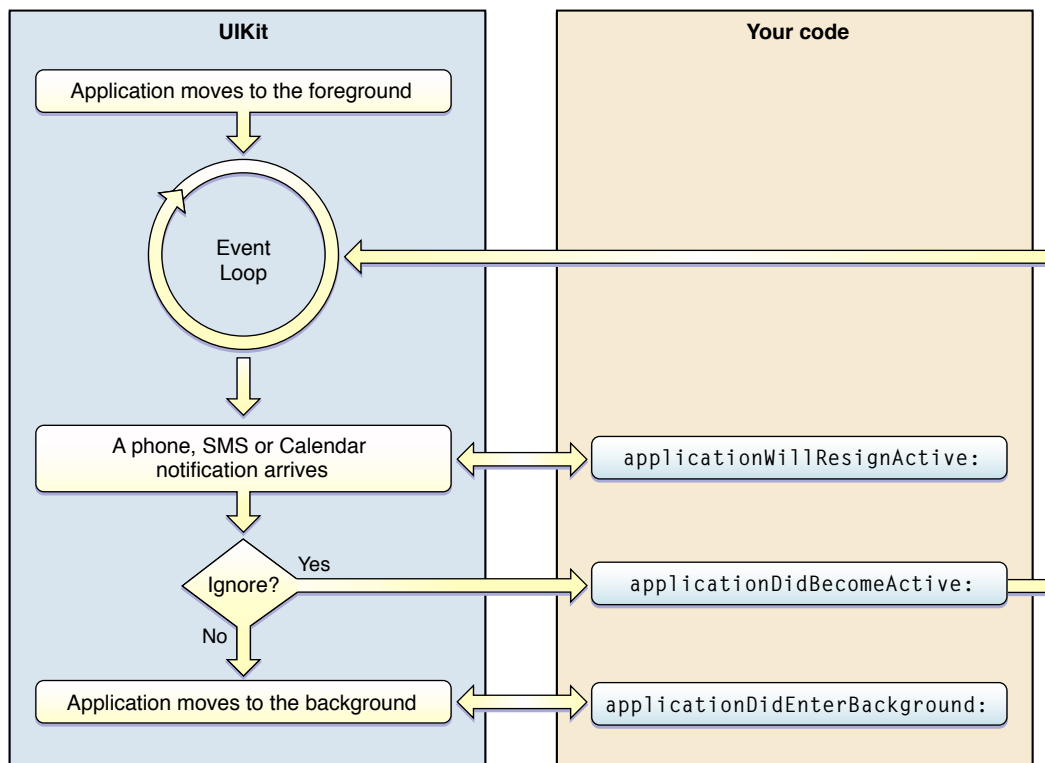 UIKit
Your code
Application moves to the foreground
Event
Loop
A phone, SMS or Calendar
notification arrives
applicationWillResignActive:
Ignore?
Yes
applicationDidBecomeActive:
No
Application moves to the background
applicationDidEnterBackground: